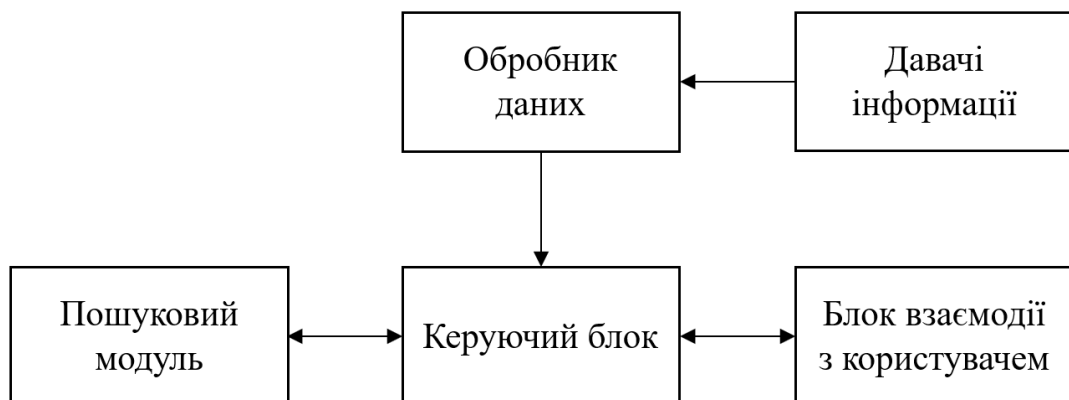 Обробник
даних
Давачі
інформації
Пошуковий
модуль
Керуючий блок
Блок взаємодії
з користувачем